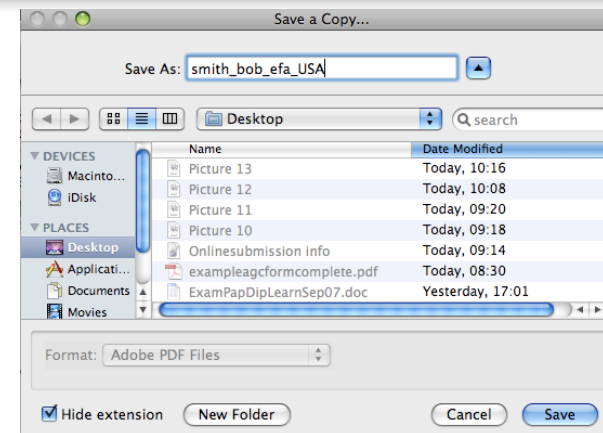 Save a Copy...
Save As: smith_bob_efa_USA
Desktop search
Name Date Modified
DEVICES
Macinto...
iDisk
PLACES
Desktop
Applicati...
Documents
Movies
Picture 13 Today, 10:16
Picture 12 Today, 10:08
Picture 11 Today, 09:20
Picture 10 Today, 09:18
Onlinesubmission info Today, 09:14
exampleagcformcomplete.pdf Today, 08:30
ExamPapDipLearnSep07.doc Yesterday, 17:01
Format: Adobe PDF Files
Hide extension New Folder Cancel Save